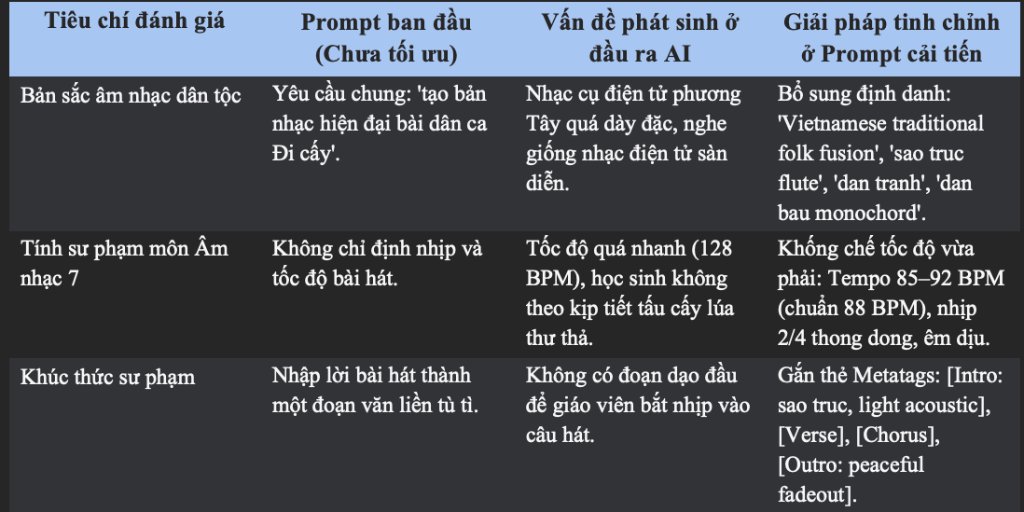 Tiêu chí đánh giá
Prompt ban đầu
(Chưa tối ưu)
Vấn đề phát sinh ở
đầu ra AI
Giải pháp tinh chỉnh
ở Prompt cải tiến
Bản sắc âm nhạc dân tộc
Yêu cầu chung: 'tạo bản
nhạc hiện đại bài dân ca
Đi cấy'.
Nhạc cụ điện tử phương
Tây quá dày đặc, nghe
giống nhạc điện tử sàn
diễn.
Bổ sung định danh:
'Vietnamese traditional
folk fusion', 'sao truc
flute', 'dan tranh', 'dan
bau monochord'.
Tính sư phạm môn Âm
nhạc 7
Không chỉ định nhịp và
tốc độ bài hát.
Tốc độ quá nhanh (128
BPM), học sinh không
theo kịp tiết tấu cấy lúa
thư thả.
Khống chế tốc độ vừa
phải: Tempo 85–92 BPM
(chuẩn 88 BPM), nhịp
2/4 thong dong, êm dịu.
Khúc thức sư phạm
Nhập lời bài hát thành
một đoạn văn liền tù tì.
Không có đoạn dạo đầu
để giáo viên bắt nhịp vào
câu hát.
Gắn thẻ Metatags: [Intro:
sao truc, light acoustic],
[Verse], [Chorus],
[Outro: peaceful
fadeout].